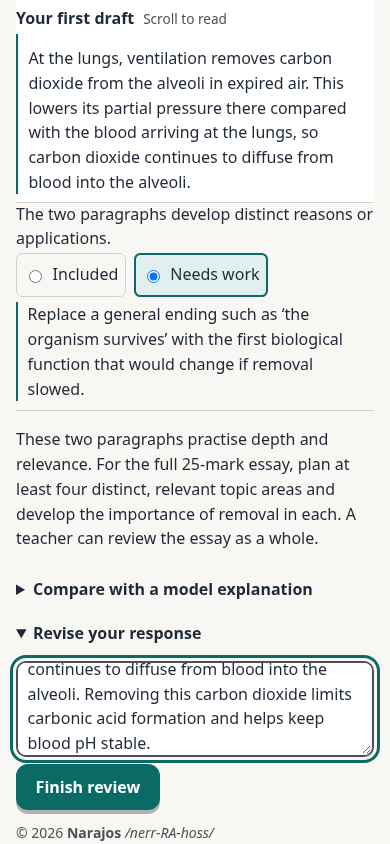 Your first draft Scroll to read
At the lungs, ventilation removes carbon
dioxide from the alveoli in expired air. This
lowers its partial pressure there compared
with the blood arriving at the lungs, so
carbon dioxide continues to diffuse from
blood into the alveoli.
The two paragraphs develop distinct reasons or
applications.
Included
Needs work
Replace a general ending such as ‘the
organism survives’ with the first biological
function that would change if removal
slowed.
These two paragraphs practise depth and
relevance. For the full 25-mark essay, plan at
least four distinct, relevant topic areas and
develop the importance of removal in each. A
teacher can review the essay as a whole.
Compare with a model explanation
Revise your response
continues to diffuse from blood into the
alveoli. Removing this carbon dioxide limits
carbonic acid formation and helps keep
blood pH stable.
Finish review
© 2026 Narajos /nerr-RA-hoss/